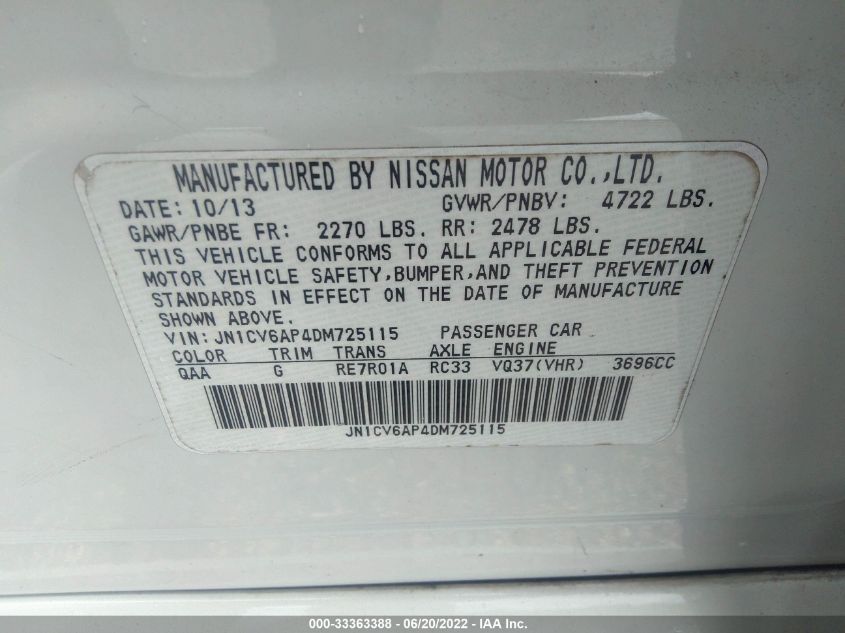 MANUFACTURED BY NISSAN MOTOR CO.,LTD.
DATE: 10/13 GVWR/PNBV: 4722 LBS.
GAWR/PNBE FR: 2270 LBS. RR: 2478 LBS.
THIS VEHICLE CONFORMS TO ALL APPLICABLE FEDERAL
MOTOR VEHICLE SAFETY,BUMPER,AND THEFT PREVENTION
STANDARDS IN EFFECT ON THE DATE OF MANUFACTURE
SHOWN ABOVE.
VIN: JN1CV6AP4DM725115 PASSENGER CAR
COLOR TRIM TRANS AXLE ENGINE
QAA G RE7R01A RC33 VQ37(VHR) 3696CC
JN1CV6AP4DM725115
000-33363388 - 06/20/2022 - IAA Inc.